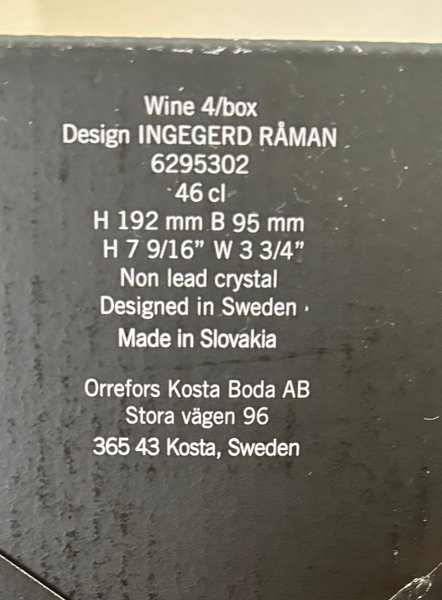 Wine 4/box
Design INGEGERD RÅMAN
6295302
46 cl
H 192 mm B 95 mm
H 7 9/16” W 3 3/4”
Non lead crystal
Designed in Sweden
Made in Slovakia
Orrefors Kosta Boda AB
Stora vägen 96
365 43 Kosta, Sweden